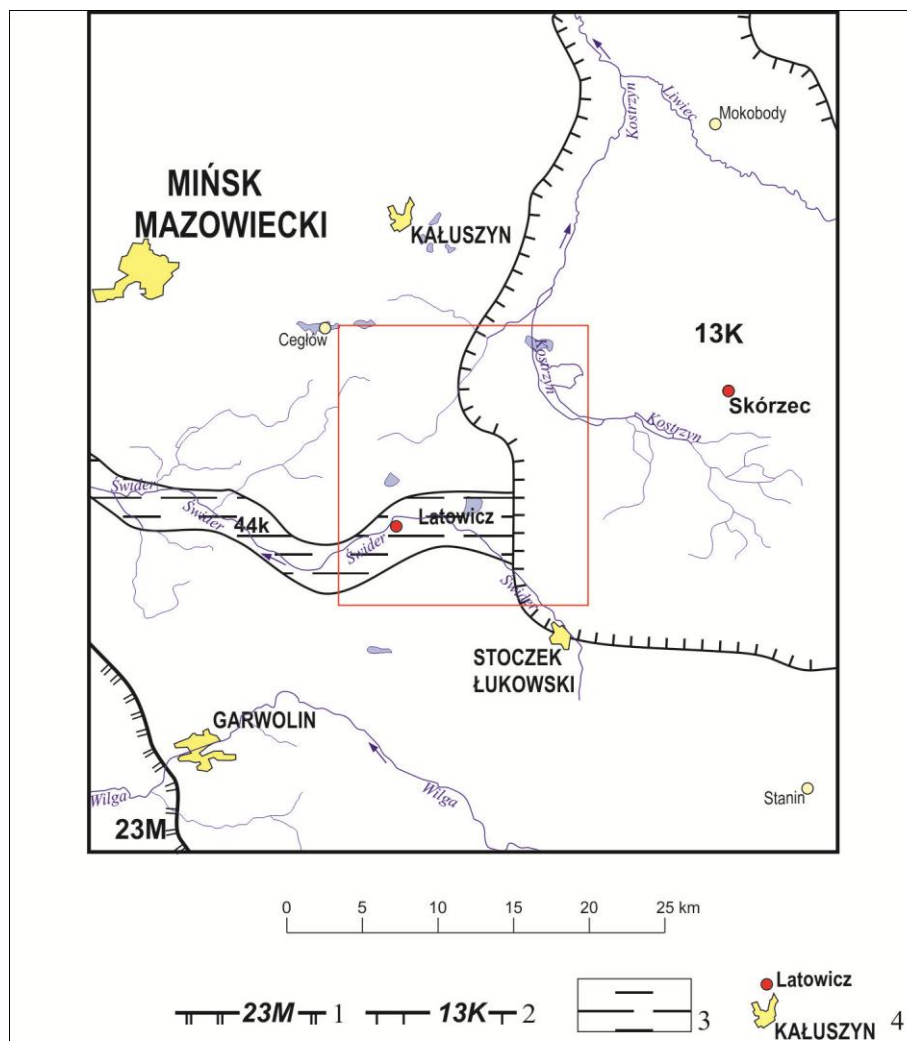 Mokobody
Liwiec
Kostrzyn
MIŃSK
MAZOWIECKI
KAŁUSZYN
Cegłów
13K
Kostrzyn
Skórzec
Kostrzyn
Świder
Świder
44k
Latowicz
Świder
Świder
STOCZEK
ŁUKOWSKI
GARWOLIN
Wilga
Wilga
Stanin
23M
0 5 10 15 20 25 km
23M 1 13K 2 3 Latowicz
KAŁUSZYN 4